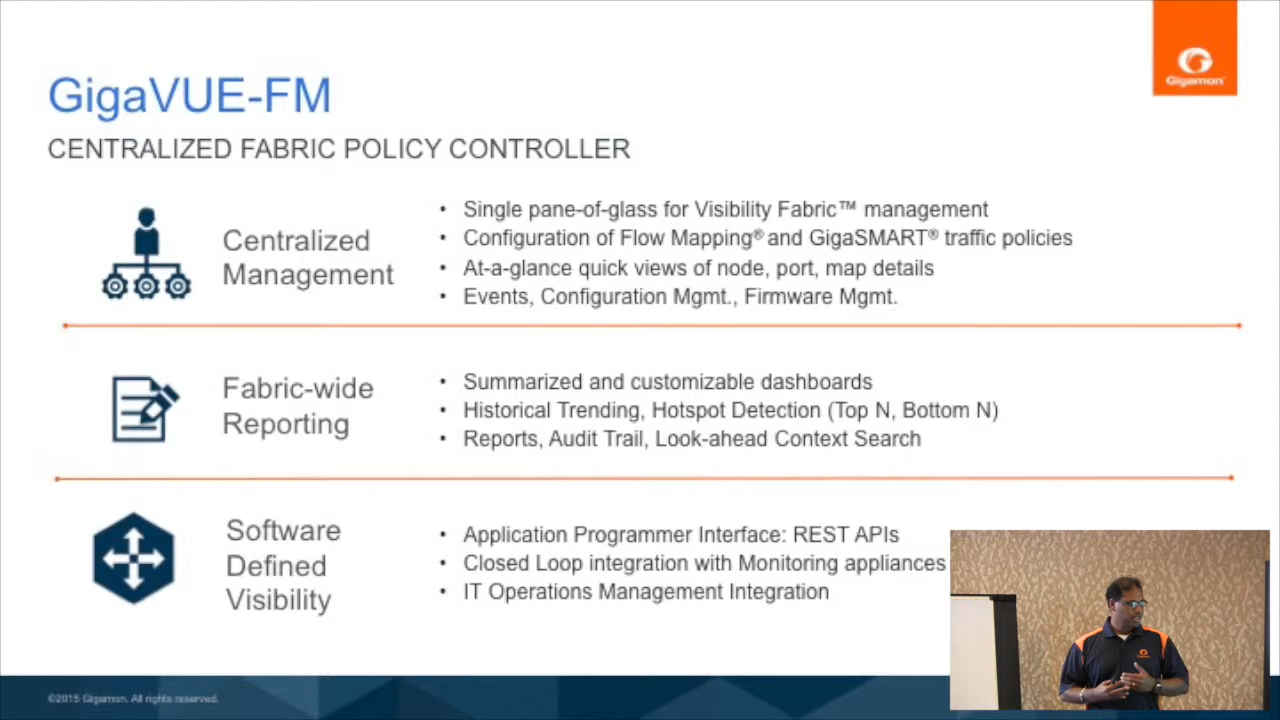 Gigamon™
GigaVUE-FM
CENTRALIZED FABRIC POLICY CONTROLLER
Centralized
Management
• Single pane-of-glass for Visibility Fabric™ management
• Configuration of Flow Mapping® and GigaSMART® traffic policies
• At-a-glance quick views of node, port, map details
• Events, Configuration Mgmt., Firmware Mgmt.
Fabric-wide
Reporting
• Summarized and customizable dashboards
• Historical Trending, Hotspot Detection (Top N, Bottom N)
• Reports, Audit Trail, Look-ahead Context Search
Software
Defined
Visibility
• Application Programmer Interface: REST APIs
• Closed Loop integration with Monitoring appliances
• IT Operations Management Integration
©2015 Gigamon. All rights reserved.